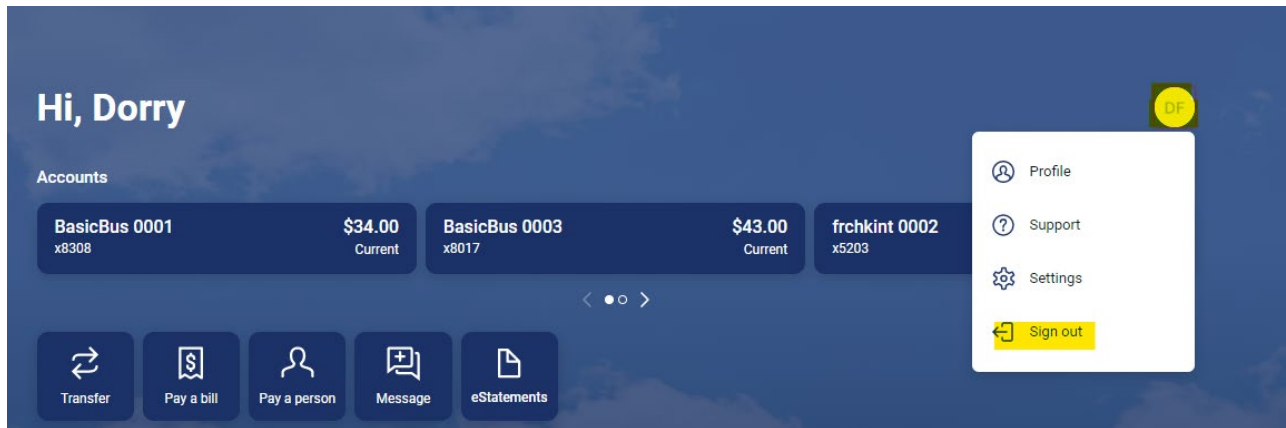 Hi, Dorry
DF
Accounts
BasicBus 0001
$34.00
x8308
Current
BasicBus 0003
$43.00
x8017
Current
frchkint 0002
x5203
Profile
Support
Settings
Sign out
Transfer
Pay a bill
Pay a person
Message
eStatements